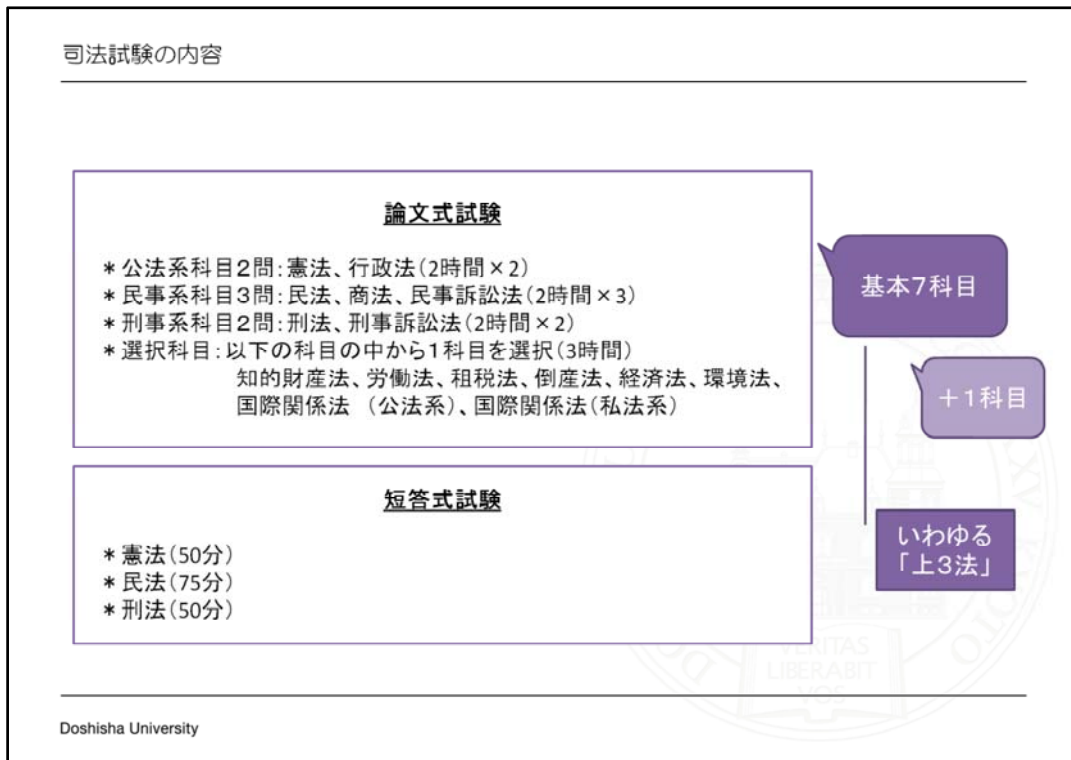 司法試験の内容
論文式試験
＊公法系科目２問：憲法、行政法（2時間×2）
＊民事系科目３問：民法、商法、民事訴訟法（2時間×3）
＊刑事系科目２問：刑法、刑事訴訟法（2時間×2）
＊選択科目：以下の科目の中から１科目を選択（3時間）
知的財産法、労働法、租税法、倒産法、経済法、環境法、
国際関係法　（公法系）、国際関係法（私法系）
基本７科目
＋１科目
短答式試験
＊憲法（50分）
＊民法（75分）
＊刑法（50分）
いわゆる
「上３法」
VERITAS
LIBERABIT
VOS
Doshisha University